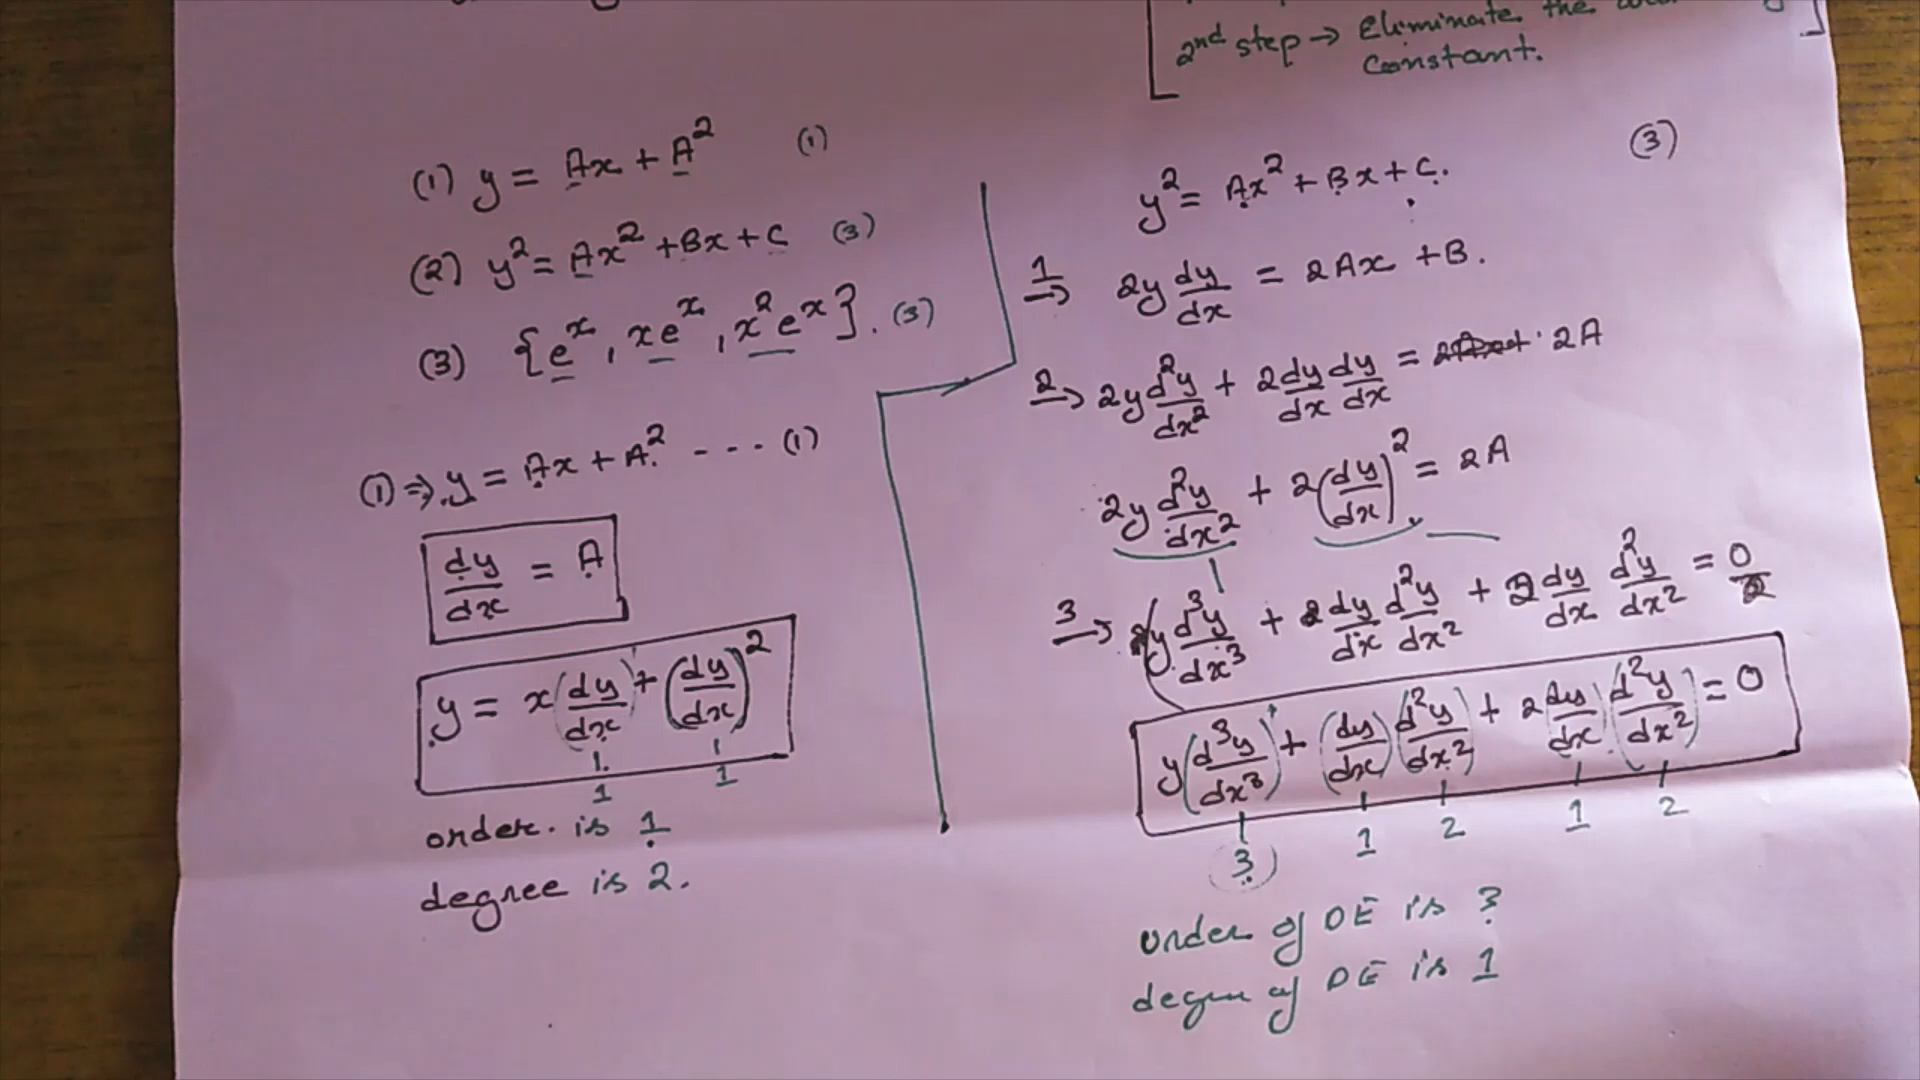 2nd step → Eliminate the
Constant.
(1) y = Ax + A² (1)
(2) y² = Ax² + Bx + C (3)
(3) {eˣ, xeˣ, x²eˣ}. (3)
(1) ⇒ y = Ax + A² - - - - (1)
dy/dx = A
y = x(dy/dx) + (dy/dx)²
1 1
1
order. is 1
degree is 2.
y² = Ax² + Bx + C. (3)
1→ 2y dy/dx = 2Ax + B.
2→ 2y d²y/dx² + 2 dy/dx dy/dx = 2A
2y d²y/dx² + 2(dy/dx)² = 2A
3→ y d³y/dx³ + 2 dy/dx d²y/dx² + 2 dy/dx d²y/dx² = 0/2
y(d³y/dx³) + (dy/dx)(d²y/dx²) + 2(dy/dx)(d²y/dx²) = 0
3 1 2 1 2
order of DE is 3
degree of DE is 1